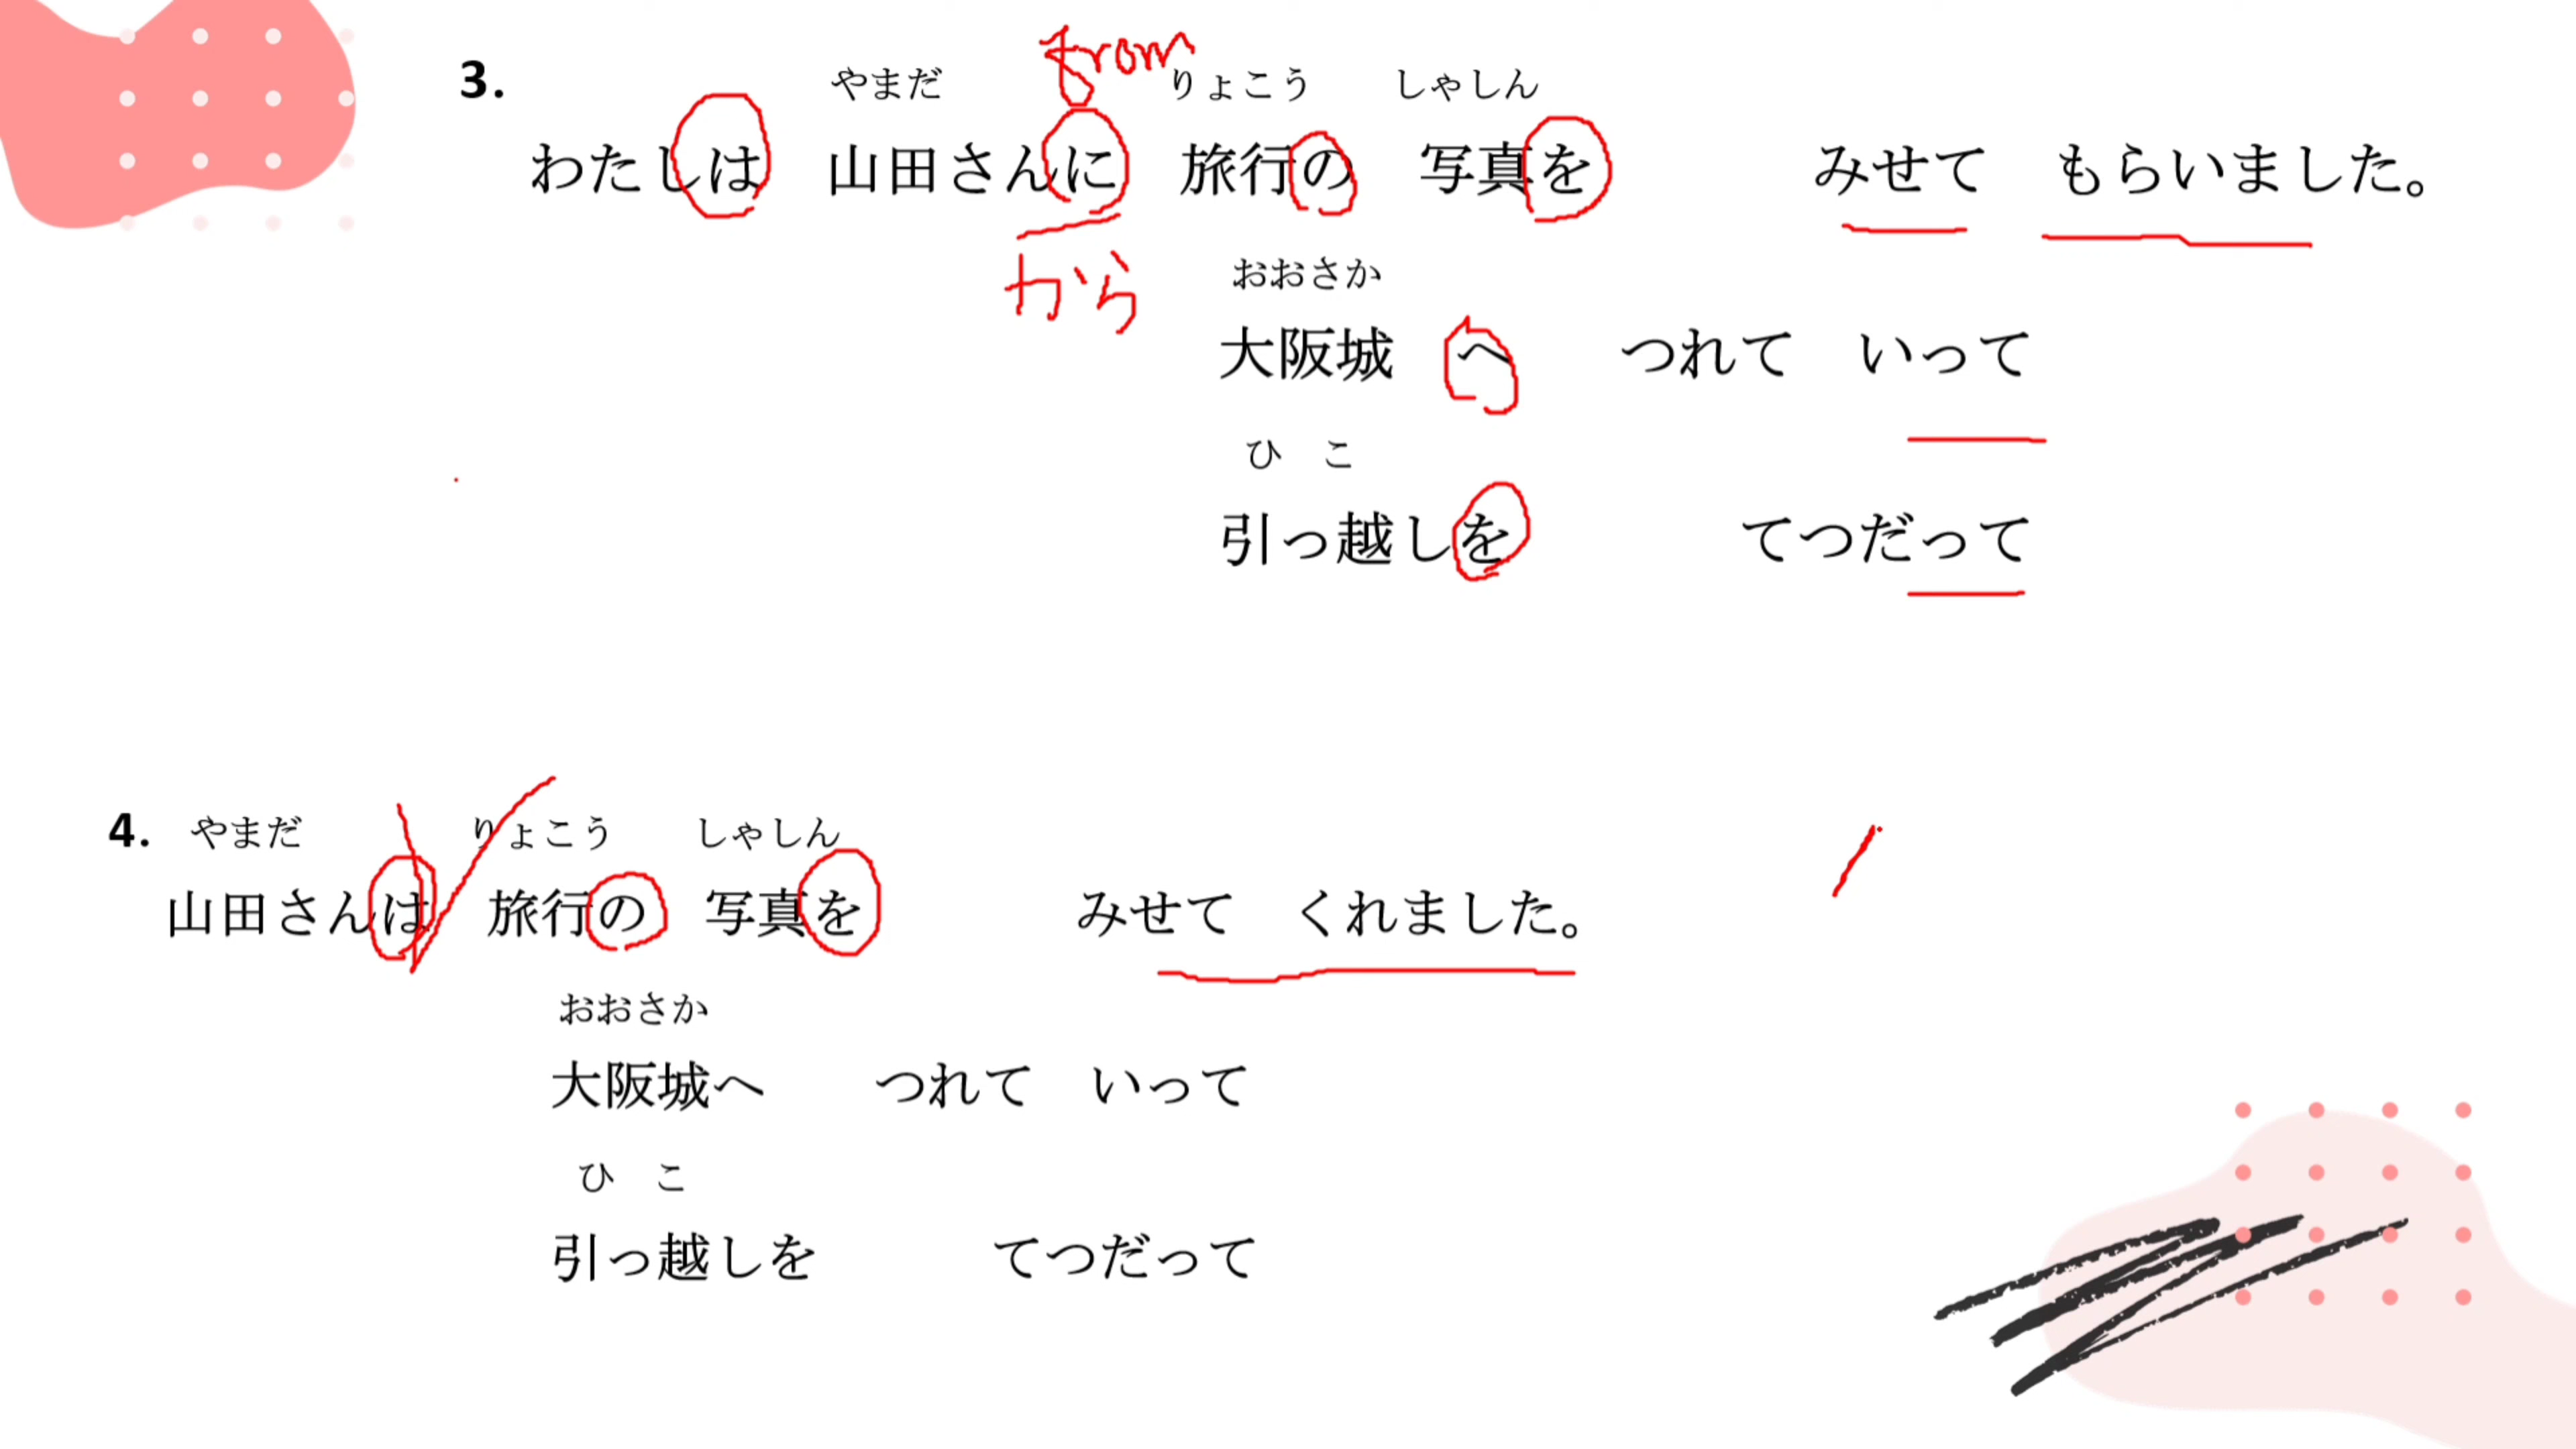 from
3. やまだ りょこう しゃしん
わたしは 山田さんに 旅行の 写真を みせて もらいました。
から
おおさか
大阪城 へ つれて いって
ひ こ
引っ越しを てつだって
4. やまだ りょこう しゃしん
山田さんは 旅行の 写真を みせて くれました。
おおさか
大阪城へ つれて いって
ひ こ
引っ越しを てつだって